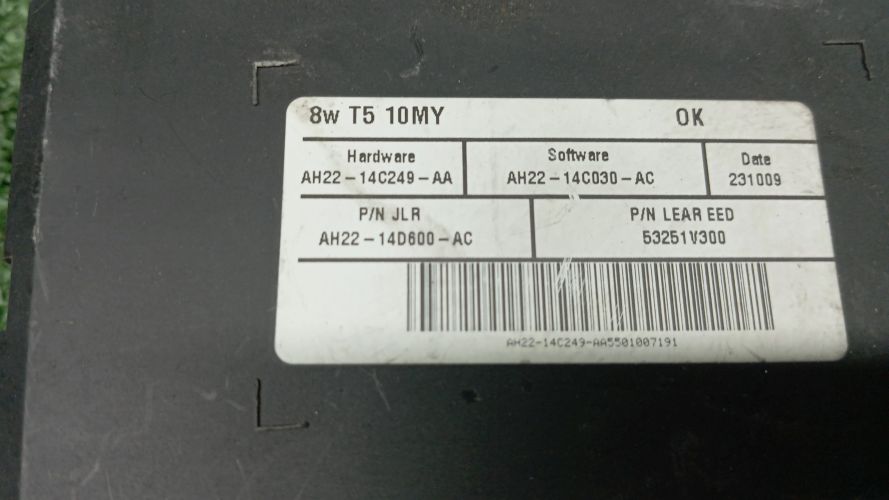 8w T5 10MY OK
Hardware Software Date
AH22-14C249-AA AH22-14C030-AC 231009
P/N JLR P/N LEAR EED
AH22-14D600-AC 53251V300
AH22-14C249-AA5501007191